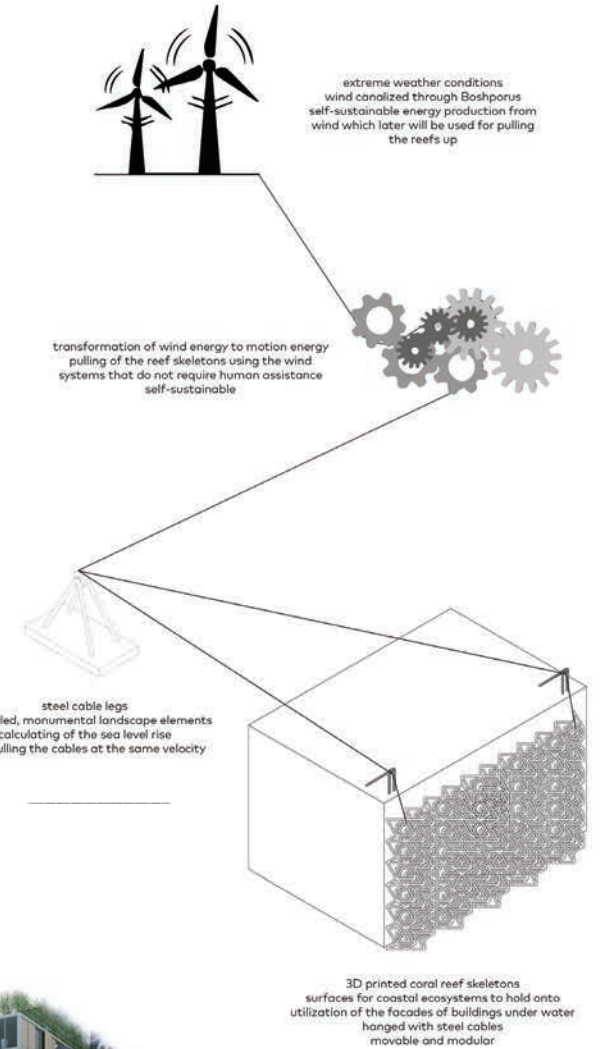 extreme weather conditions
wind canalized through Boshporus
self-sustainable energy production from
wind which later will be used for pulling
the reefs up
transformation of wind energy to motion energy
pulling of the reef skeletons using the wind
systems that do not require human assistance
self-sustainable
steel cable legs
led, monumental landscape elements
calculating of the sea level rise
ulling the cables at the same velocity
3D printed coral reef skeletons
surfaces for coastal ecosystems to hold onto
utilization of the facades of buildings under water
hanged with steel cables
movable and modular